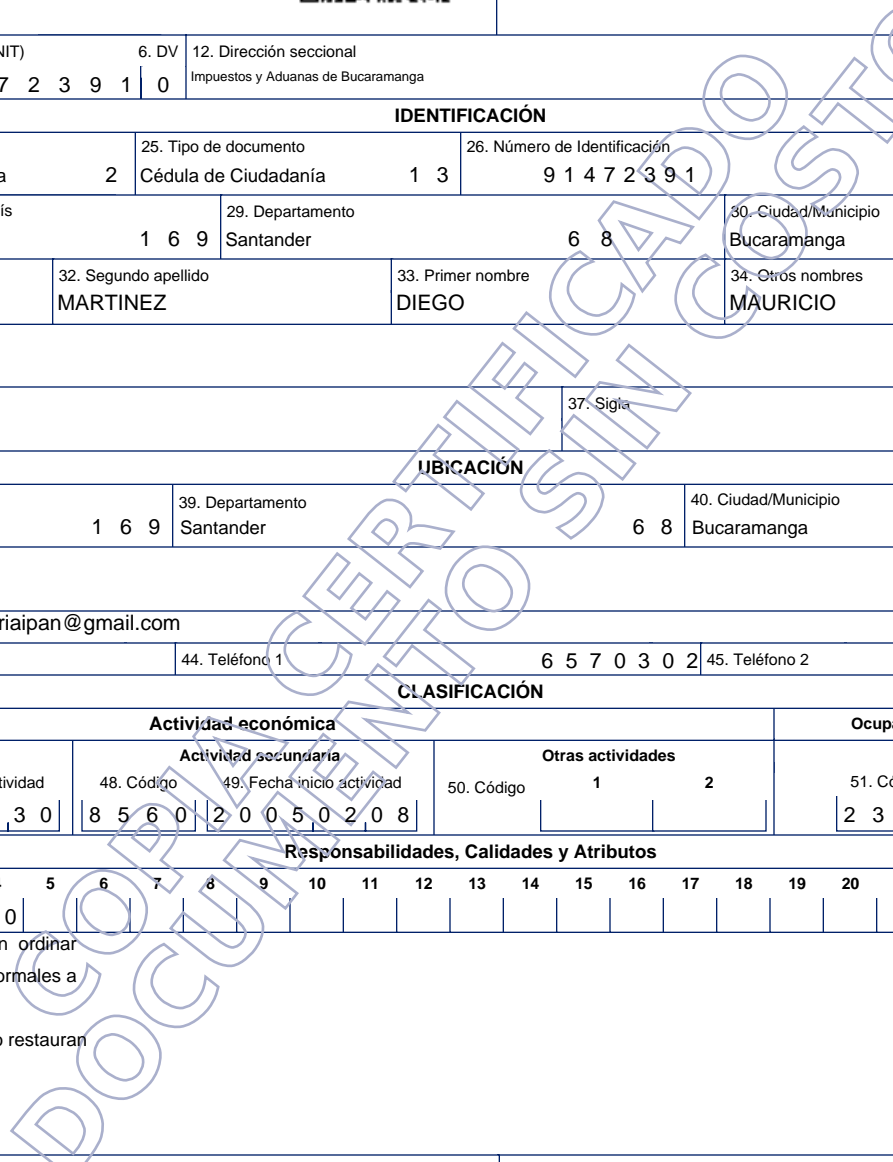 NIT) 6. DV 12. Dirección seccional
7 2 3 9 1 0 Impuestos y Aduanas de Bucaramanga
IDENTIFICACIÓN
25. Tipo de documento 26. Número de Identificación
a 2 Cédula de Ciudadanía 1 3 9 1 4 7 2 3 9 1
ís 29. Departamento 30. Ciudad/Municipio
1 6 9 Santander 6 8 Bucaramanga
32. Segundo apellido 33. Primer nombre 34. Otros nombres
MARTINEZ DIEGO MAURICIO
37. Sigla
UBICACIÓN
39. Departamento 40. Ciudad/Municipio
1 6 9 Santander 6 8 Bucaramanga
riaipan@gmail.com
44. Teléfono 1 6 5 7 0 3 0 2 45. Teléfono 2
CLASIFICACIÓN
Actividad económica Ocupa
Actividad secundaria Otras actividades
tividad 48. Código 49. Fecha inicio actividad 50. Código 1 2 51. Có
3 0 8 5 6 0 2 0 0 5 0 2 0 8 2 3
Responsabilidades, Calidades y Atributos
5 6 7 8 9 10 11 12 13 14 15 16 17 18 19 20
0
n ordinar
ormales a
o restauran
COPIA CERTIFICADO
DOCUMENTO SIN COSTO